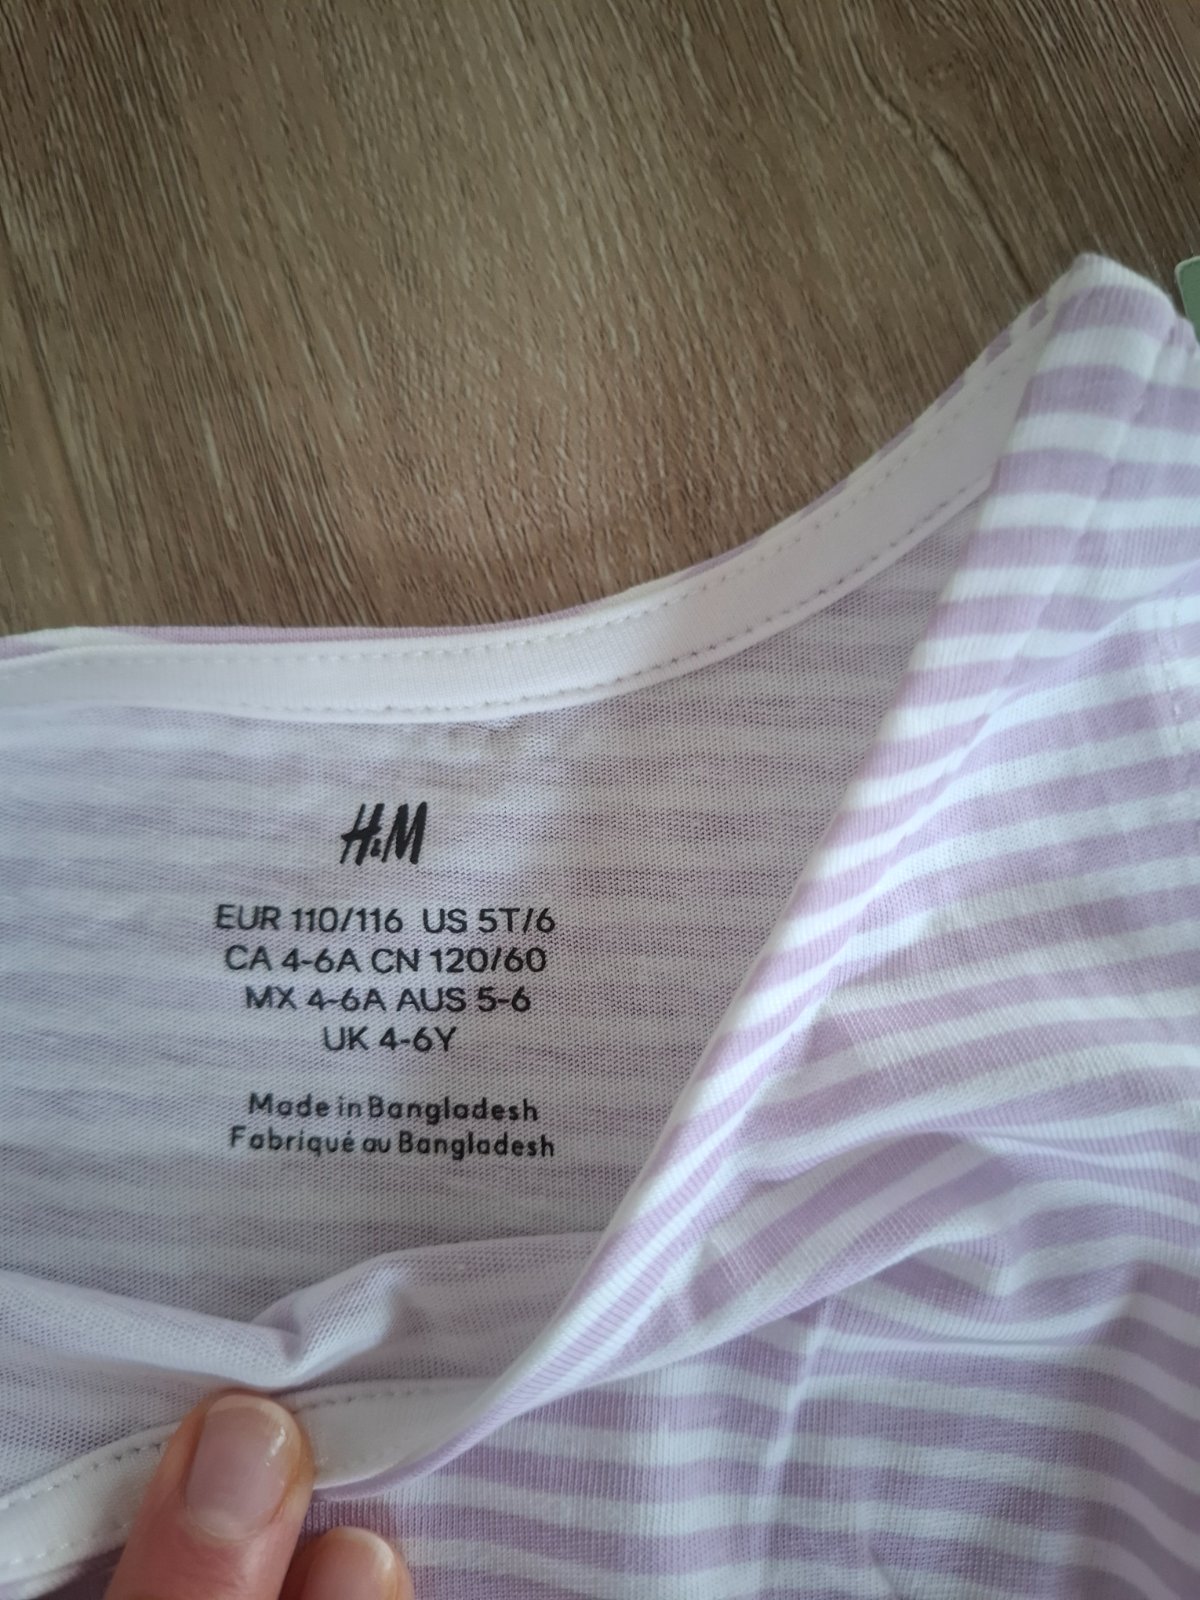 H&M
EUR 110/116 US 5T/6
CA 4-6A CN 120/60
MX 4-6A AUS 5-6
UK 4-6Y
Made in Bangladesh
Fabriqué au Bangladesh